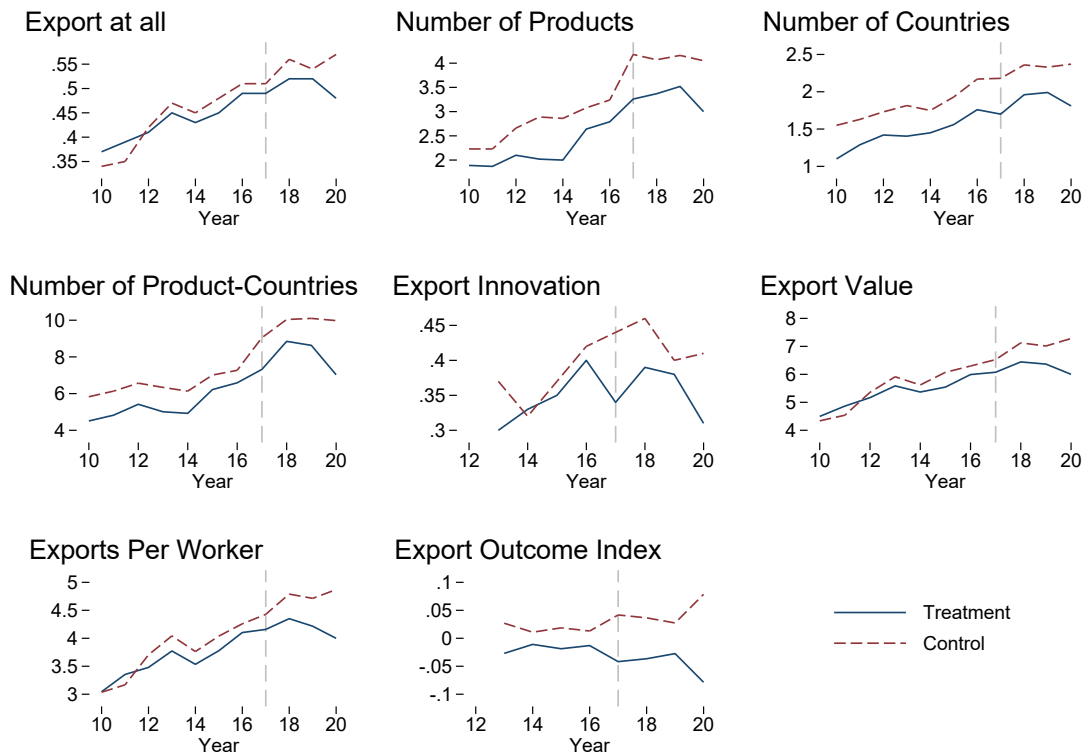 Export at all
.55
.5
.45
.4
.35
10 12 14 16 18 20
Year
Number of Products
4
3.5
3
2.5
2
10 12 14 16 18 20
Year
Number of Countries
2.5
2
1.5
1
10 12 14 16 18 20
Year
Number of Product-Countries
10
8
6
4
10 12 14 16 18 20
Year
Export Innovation
.45
.4
.35
.3
12 14 16 18 20
Year
Export Value
8
7
6
5
4
10 12 14 16 18 20
Year
Exports Per Worker
5
4.5
4
3.5
3
10 12 14 16 18 20
Year
Export Outcome Index
.1
.05
0
-.05
-.1
12 14 16 18 20
Year
Treatment
Control